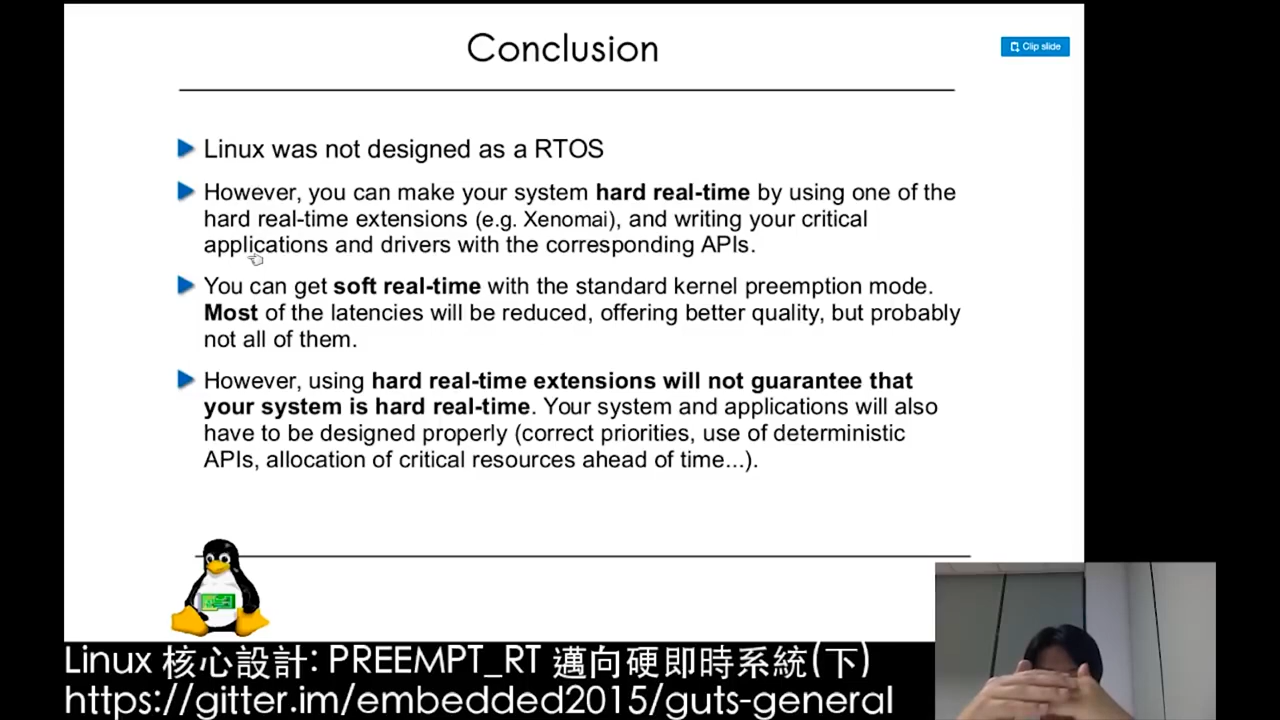 Conclusion
Clip slide
Linux was not designed as a RTOS
However, you can make your system hard real-time by using one of the
hard real-time extensions (e.g. Xenomai), and writing your critical
applications and drivers with the corresponding APIs.
You can get soft real-time with the standard kernel preemption mode.
Most of the latencies will be reduced, offering better quality, but probably
not all of them.
However, using hard real-time extensions will not guarantee that
your system is hard real-time. Your system and applications will also
have to be designed properly (correct priorities, use of deterministic
APIs, allocation of critical resources ahead of time...).
Linux 核心設計: PREEMPT_RT 邁向硬即時系統(下)
https://gitter.im/embedded2015/guts-general